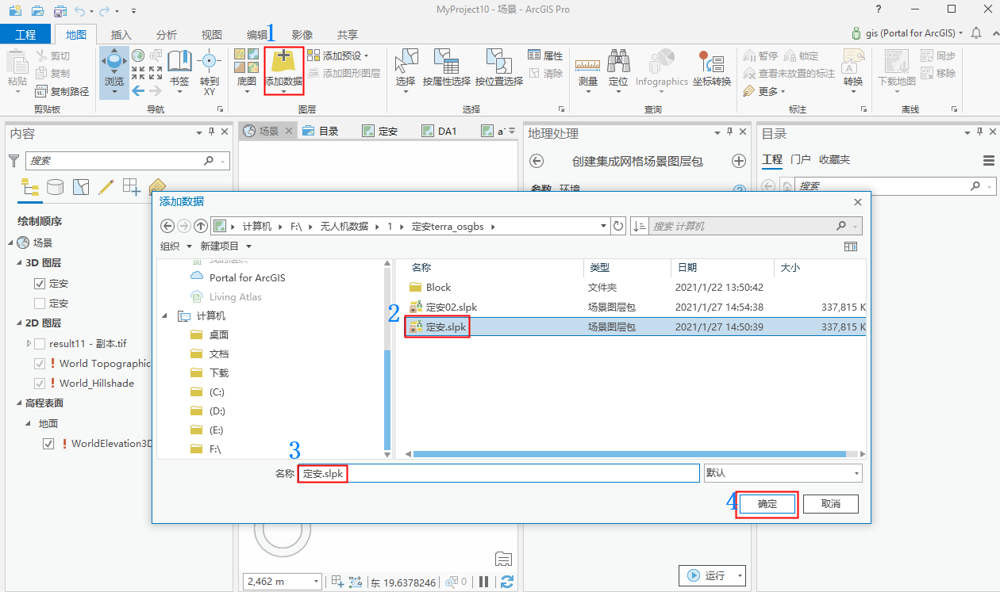 MyProject10 - 场景 - ArcGIS Pro
?
工程 地图 插入 分析 视图 编辑 影像 共享
gis (Portal for ArcGIS)
1
粘贴
剪切
复制
复制路径
剪贴板
浏览
书签
转到
XY
导航
底图
添加数据
添加预设
添加图形图层
图层
选择
按属性选择
按位置选择
属性
清除
选择
测量
定位
Infographics
坐标转换
查询
暂停
锁定
查看未放置的标注
更多
转换
标注
下载地图
同步
移除
离线
内容
搜索
绘制顺序
场景
3D 图层
定安
定安
2D 图层
result11 - 副本.tif
World Topographic
World_Hillshade
高程表面
地面
WorldElevation3D
场景
目录
定安
DA1
地理处理
创建集成网格场景图层包
参数 环境
目录
工程 门户 收藏夹
搜索
添加数据
计算机 F:\ 无人机数据 1 定安terra_osgbs
搜索 计算机
组织 新建项目
我的组织
Portal for ArcGIS
Living Atlas
计算机
桌面
文档
下载
(C:)
(D:)
(E:)
F:\
名称 类型 日期 大小
Block 文件夹 2021/1/22 13:50:42
定安02.slpk 场景图层包 2021/1/27 14:54:38 337,815 K
2
定安.slpk 场景图层包 2021/1/27 14:50:39 337,815 K
3
名称 定安.slpk
默认
4
确定 取消
2,462 m
东 19.6378246
0
运行